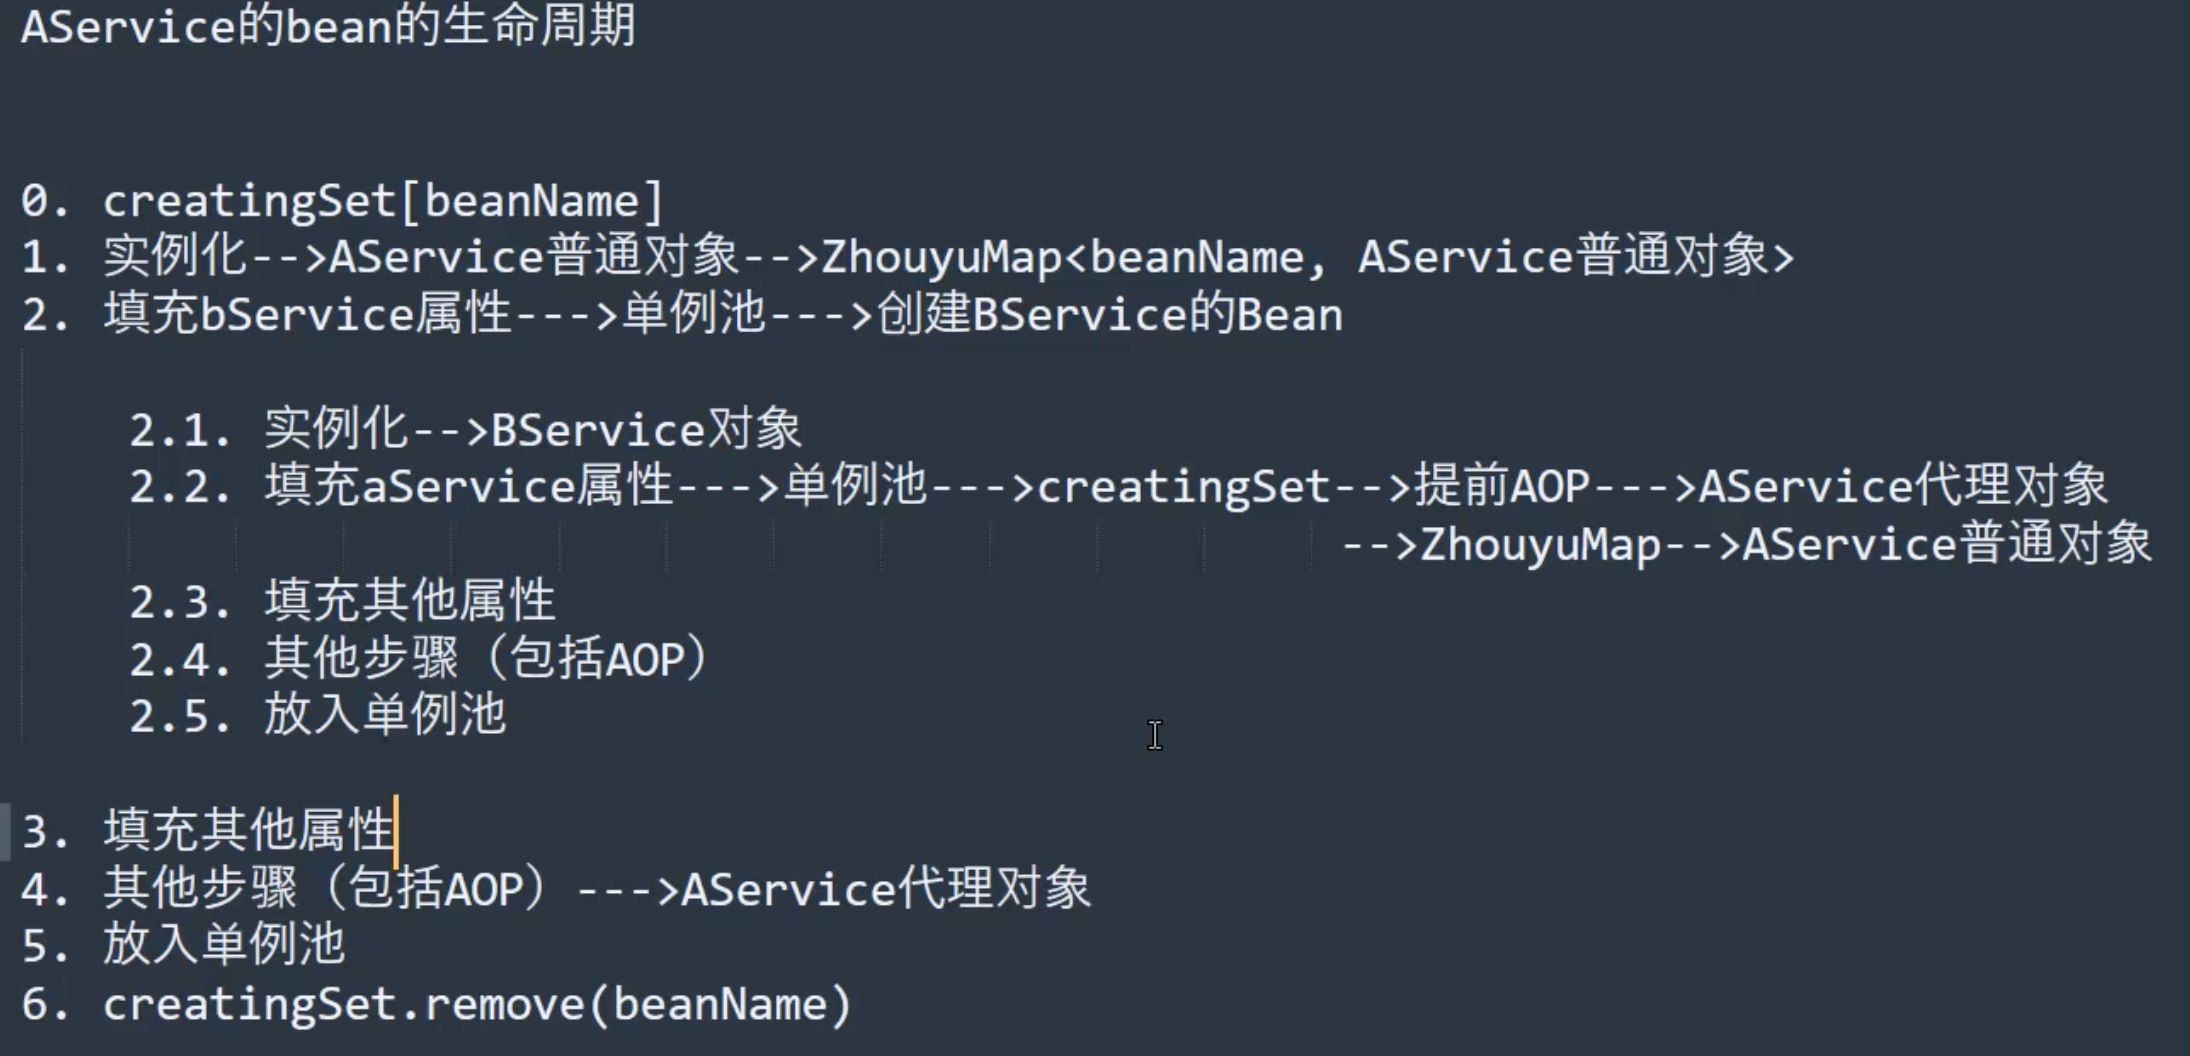 AService的bean的生命周期
0. creatingSet[beanName]
1. 实例化-->AService普通对象-->ZhouyuMap<beanName, AService普通对象>
2. 填充bService属性--->单例池--->创建BService的Bean
2.1. 实例化-->BService对象
2.2. 填充aService属性--->单例池--->creatingSet-->提前AOP--->AService代理对象
-->ZhouyuMap-->AService普通对象
2.3. 填充其他属性
2.4. 其他步骤（包括AOP）
2.5. 放入单例池
3. 填充其他属性
4. 其他步骤（包括AOP）--->AService代理对象
5. 放入单例池
6. creatingSet.remove(beanName)